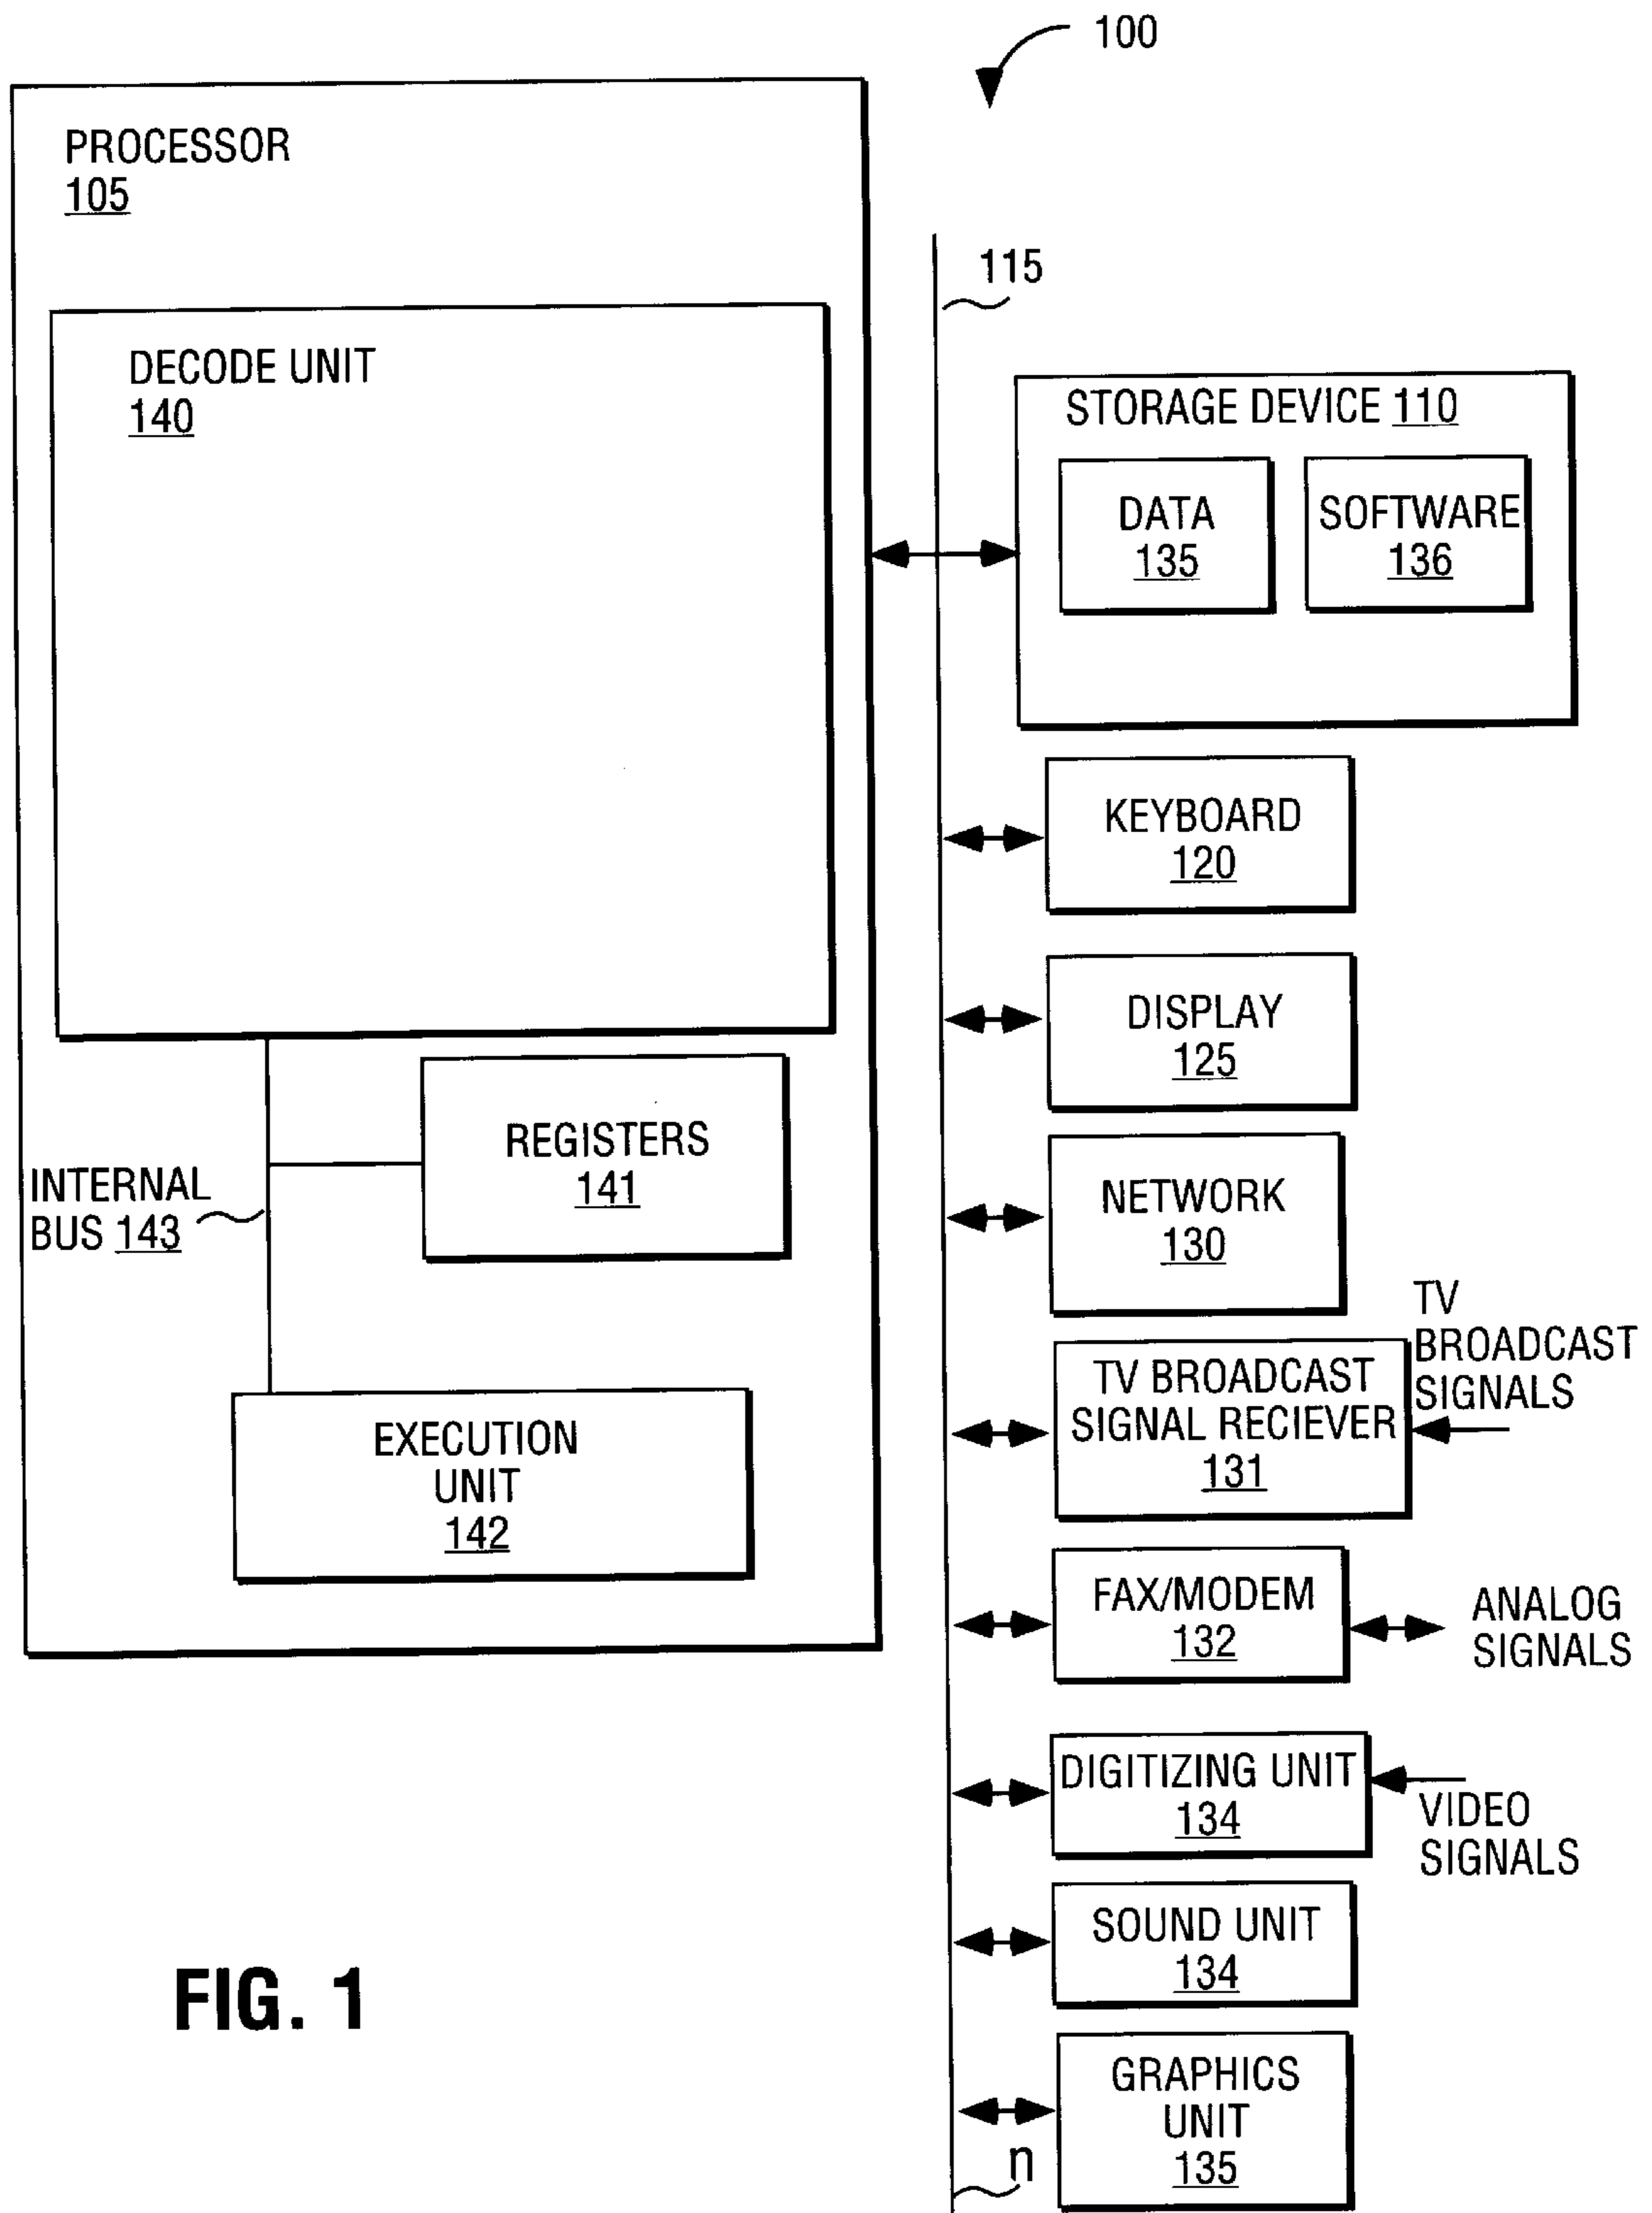 100
PROCESSOR
105
115
DECODE UNIT
140
STORAGE DEVICE 110
DATA
135
SOFTWARE
136
KEYBOARD
120
DISPLAY
125
REGISTERS
141
INTERNAL
BUS 143
NETWORK
130
TV
BROADCAST
SIGNALS
TV BROADCAST
SIGNAL RECIEVER
131
EXECUTION
UNIT
142
FAX/MODEM
132
ANALOG
SIGNALS
DIGITIZING UNIT
134
VIDEO
SIGNALS
SOUND UNIT
134
GRAPHICS
UNIT
135
n
FIG. 1